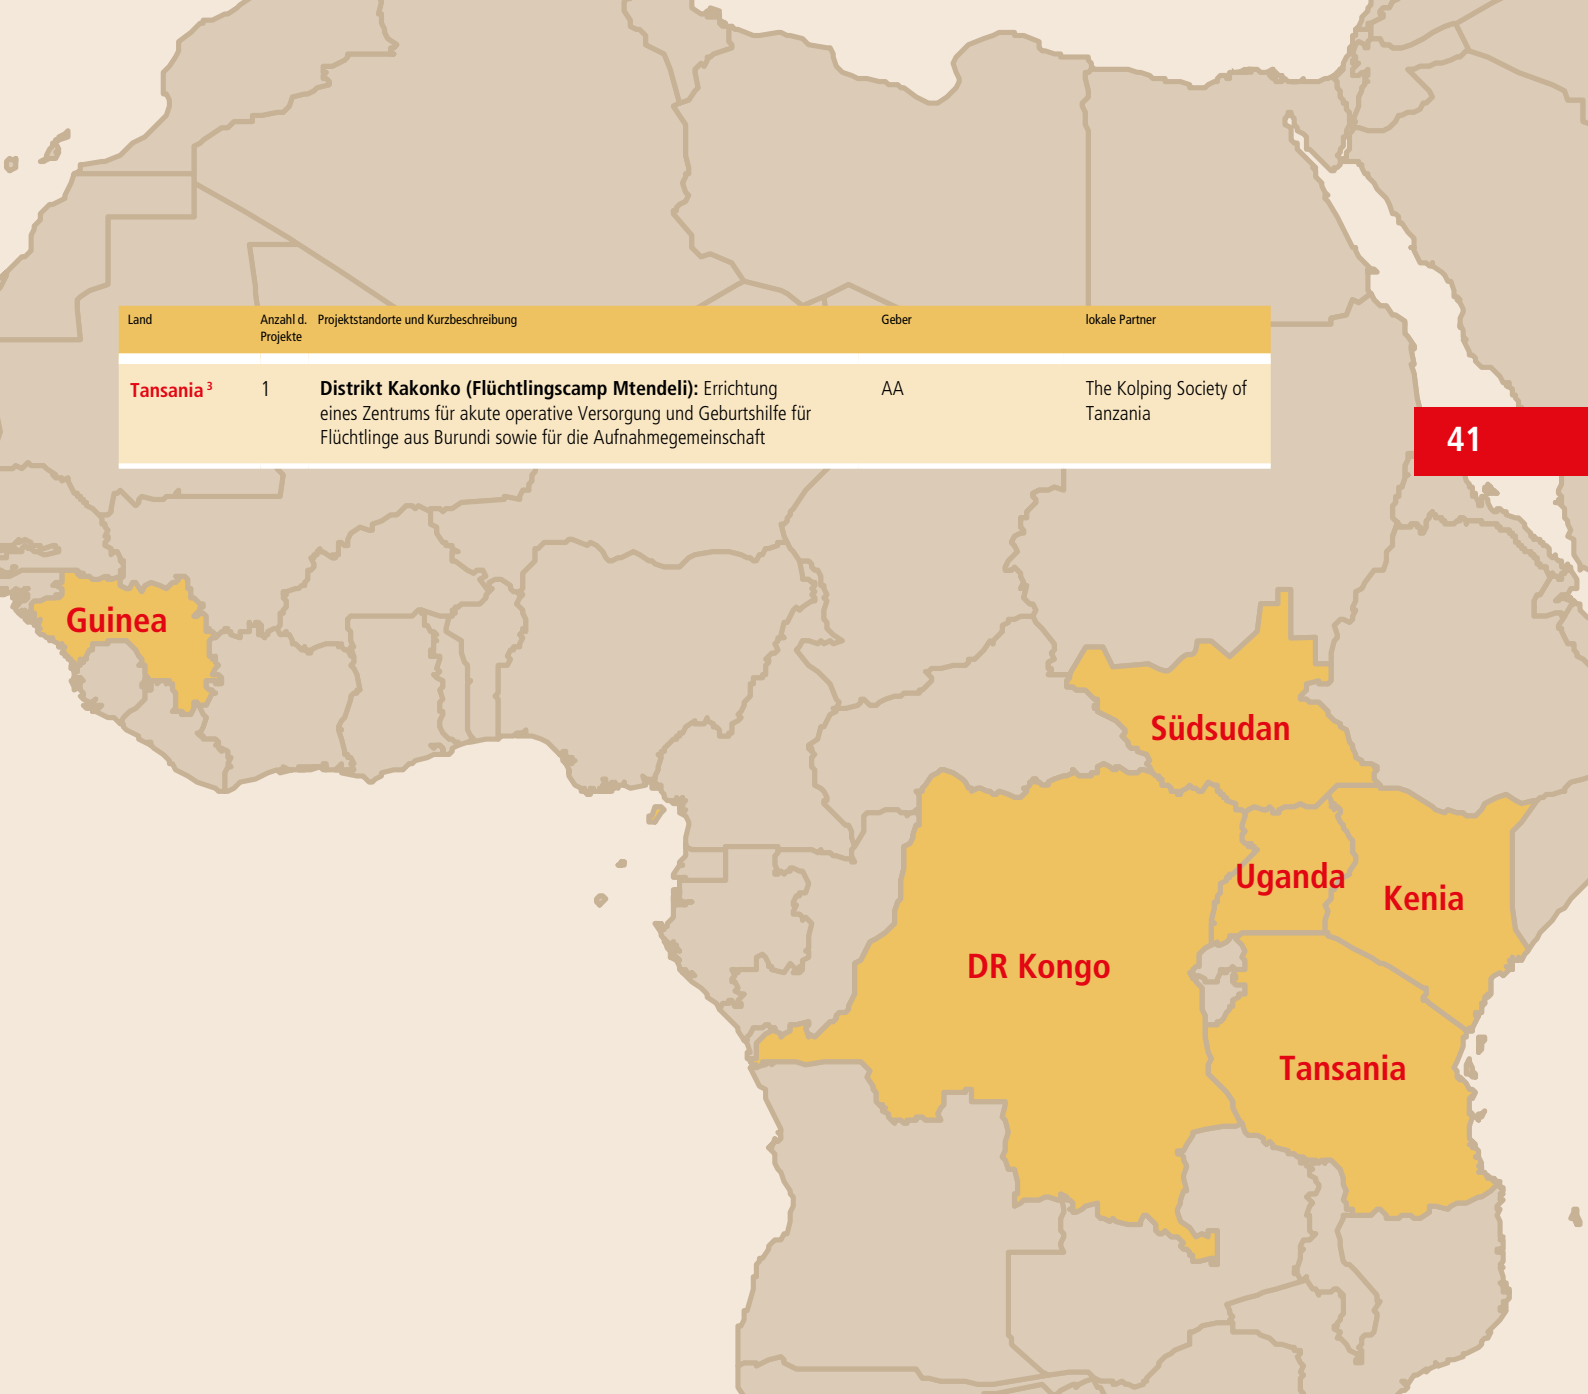 Land Anzahl d. Projektstandorte und Kurzbeschreibung Geber lokale Partner
Projekte
Tansania ³ 1 Distrikt Kakonko (Flüchtlingscamp Mtendeli): Errichtung AA The Kolping Society of
eines Zentrums für akute operative Versorgung und Geburtshilfe für Tanzania
Flüchtlinge aus Burundi sowie für die Aufnahmegemeinschaft
41
Guinea
Südsudan
Uganda
Kenia
DR Kongo
Tansania